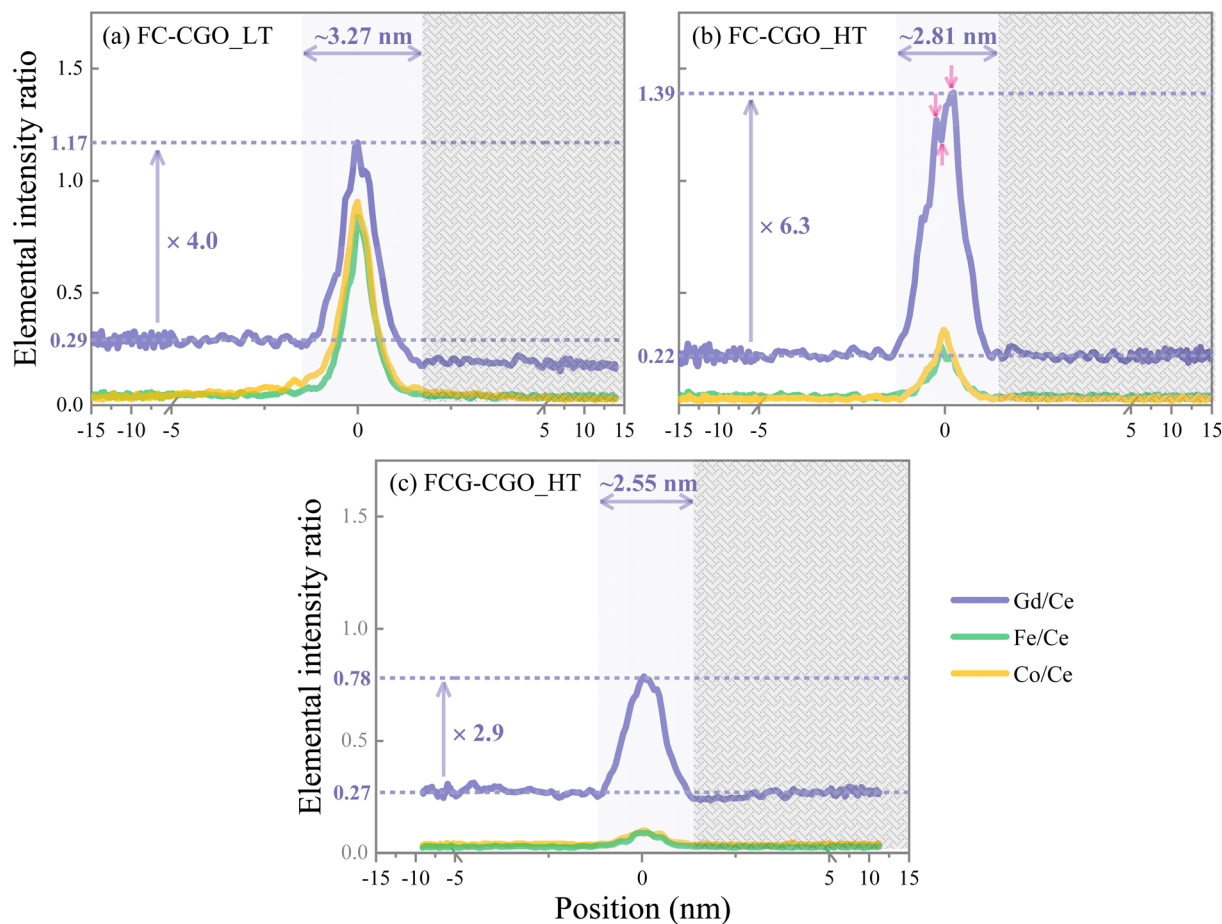 (a) FC-CGO_LT
~3.27 nm
Elemental intensity ratio
1.5
1.17
1.0
× 4.0
0.5
0.29
0.0
-15 -10 -5 0 5 10 15
(b) FC-CGO_HT
~2.81 nm
1.39
× 6.3
0.22
-15 -10 -5 0 5 10 15
(c) FCG-CGO_HT
~2.55 nm
Elemental intensity ratio
1.5
1.0
0.78
× 2.9
0.5
0.27
0.0
-15 -10 -5 0 5 10 15
Position (nm)
Gd/Ce
Fe/Ce
Co/Ce